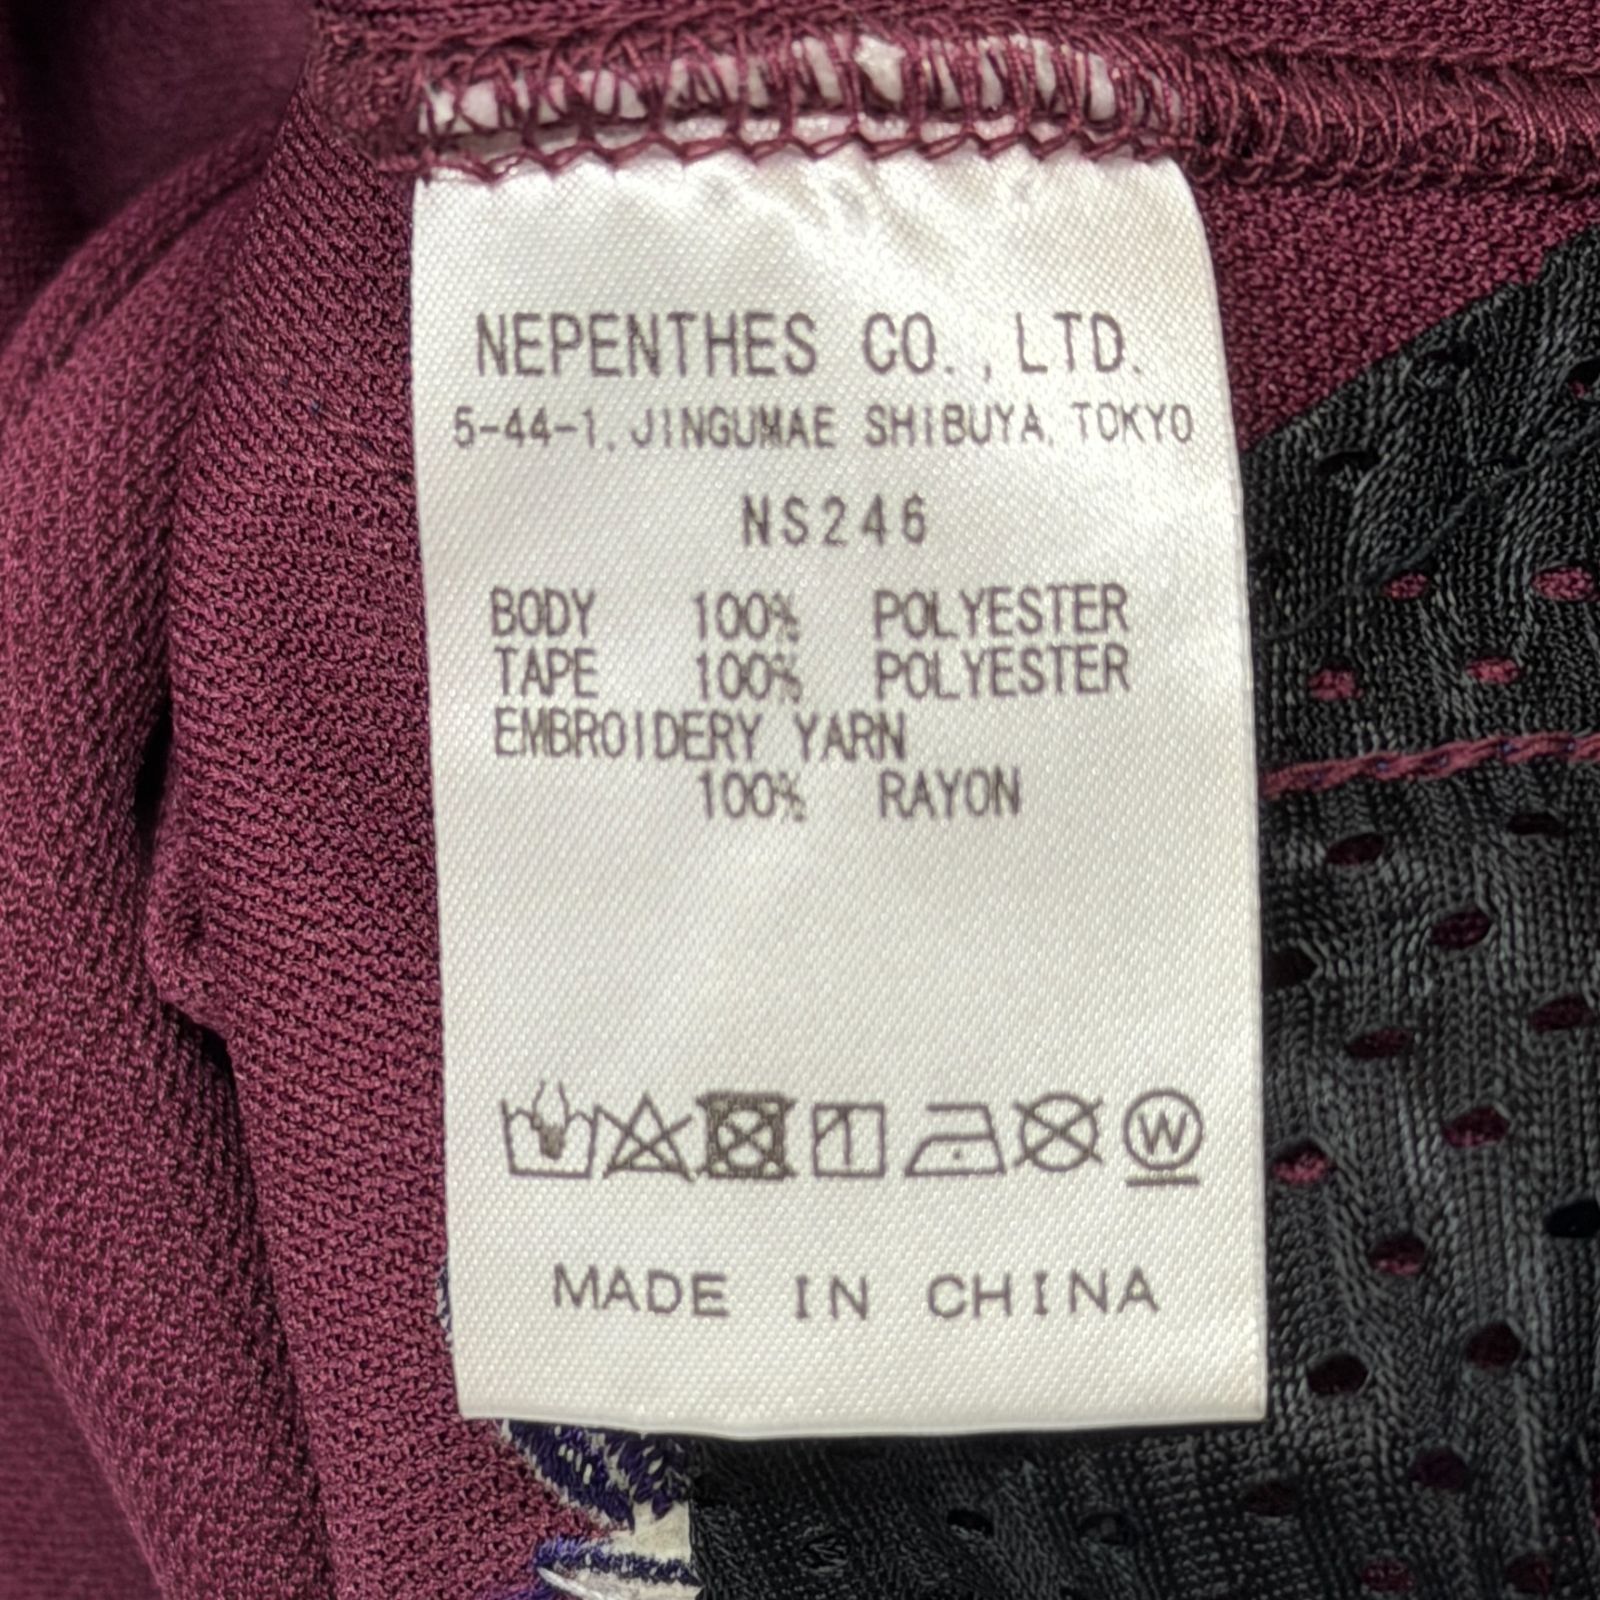 NEPENTHES CO., LTD.
5-44-1, JINGUMAE SHIBUYA, TOKYO
NS246
BODY 100% POLYESTER
TAPE 100% POLYESTER
EMBROIDERY YARN
100% RAYON
W
MADE IN CHINA